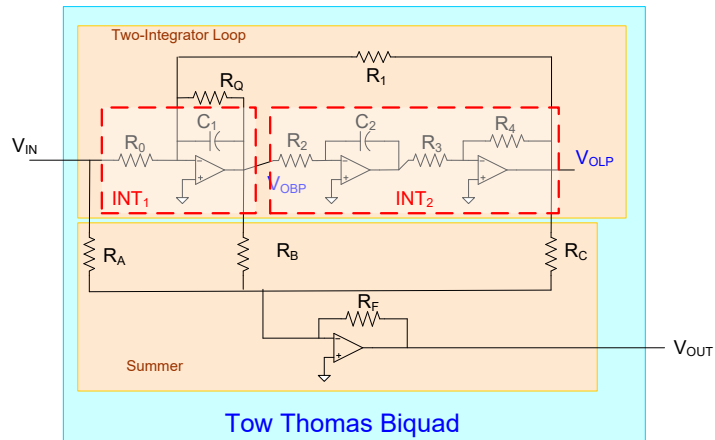 Two-Integrator Loop
R1
RQ
C1
C2
VIN
R0
R2
R3
R4
VOBP
VOLP
INT1
INT2
RA
RB
RC
RF
VOUT
Summer
Tow Thomas Biquad